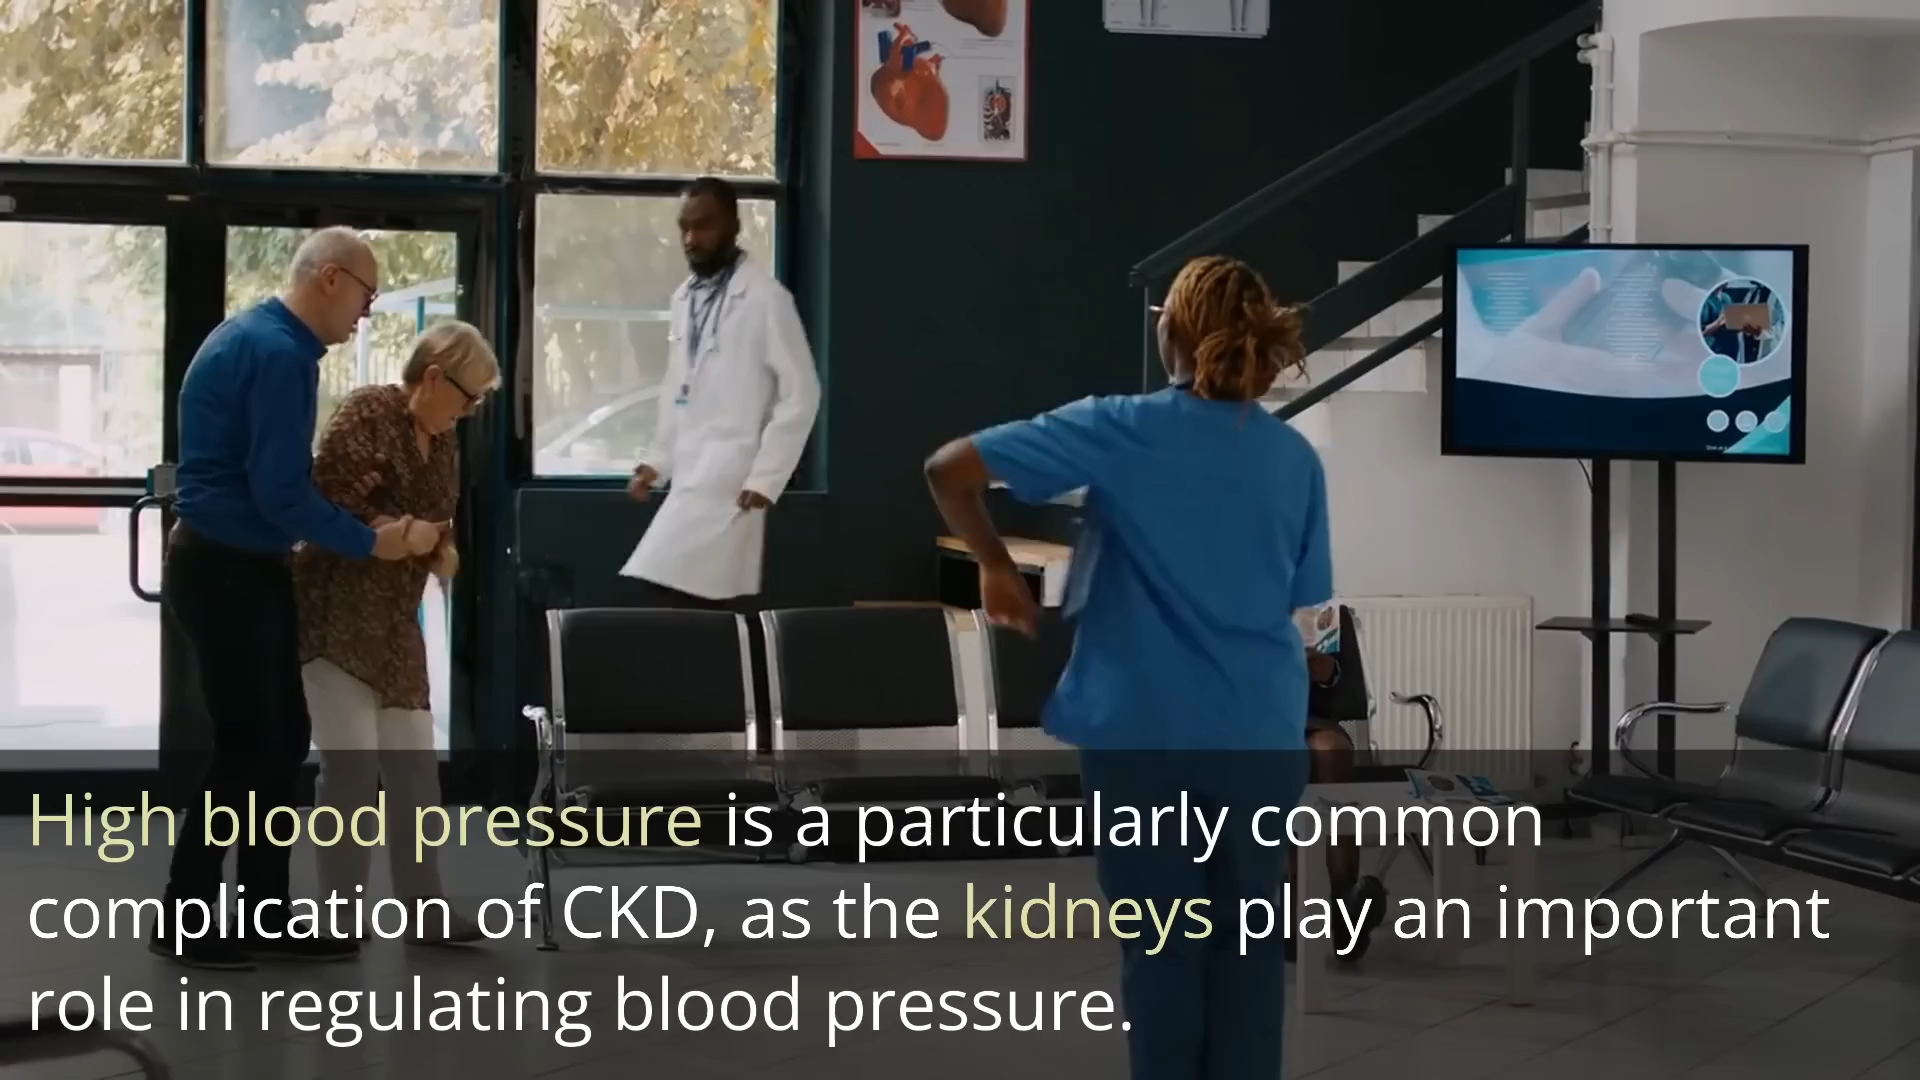 High blood pressure is a particularly common
complication of CKD, as the kidneys play an important
role in regulating blood pressure.